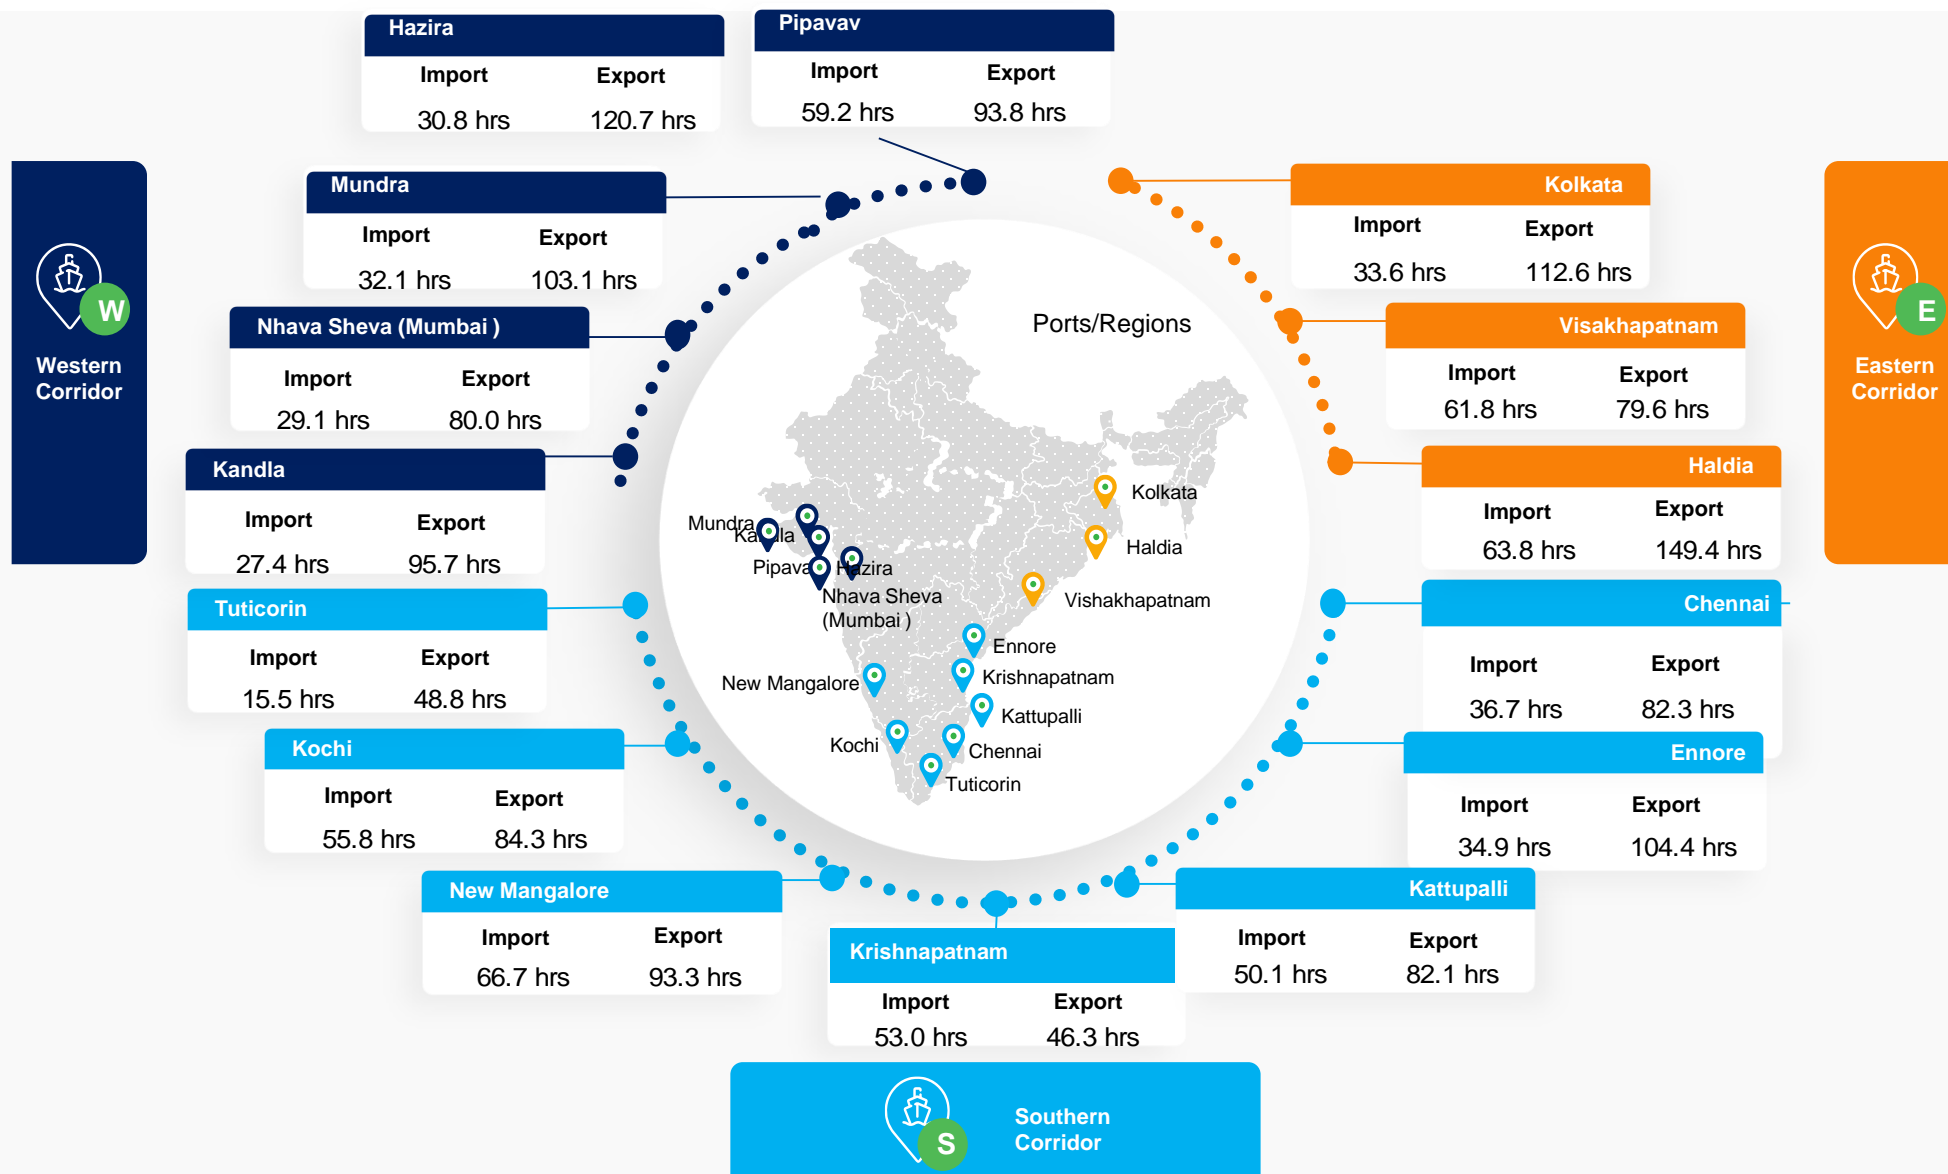 Hazira
Import Export
30.8 hrs 120.7 hrs
Pipavav
Import Export
59.2 hrs 93.8 hrs
Mundra
Import Export
32.1 hrs 103.1 hrs
Nhava Sheva (Mumbai )
Import Export
29.1 hrs 80.0 hrs
Kandla
Import Export
27.4 hrs 95.7 hrs
W
Western
Corridor
Kolkata
Import Export
33.6 hrs 112.6 hrs
Visakhapatnam
Import Export
61.8 hrs 79.6 hrs
Haldia
Import Export
63.8 hrs 149.4 hrs
E
Eastern
Corridor
Ports/Regions
Kolkata
Mundra
Kandla
Haldia
Pipava
Hazira
Nhava Sheva
(Mumbai )
Vishakhapatnam
Ennore
Krishnapatnam
New Mangalore
Kattupalli
Kochi
Chennai
Tuticorin
Tuticorin
Import Export
15.5 hrs 48.8 hrs
Kochi
Import Export
55.8 hrs 84.3 hrs
New Mangalore
Import Export
66.7 hrs 93.3 hrs
Krishnapatnam
Import Export
53.0 hrs 46.3 hrs
Kattupalli
Import Export
50.1 hrs 82.1 hrs
Ennore
Import Export
34.9 hrs 104.4 hrs
Chennai
Import Export
36.7 hrs 82.3 hrs
S
Southern
Corridor